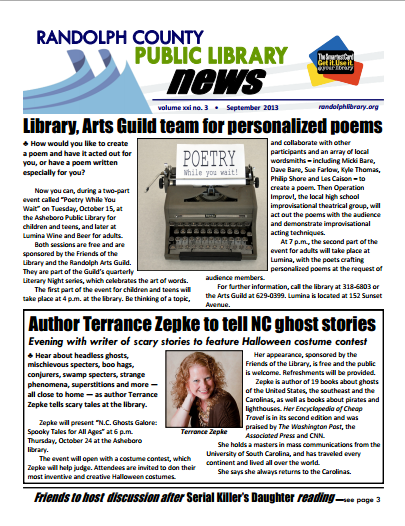 RANDOLPH COUNTY
PUBLIC LIBRARY
news
The Smartest Card
Get it. Use it.
@ your library
volume xxi no. 3 • September 2013
randolphlibrary.org
Library, Arts Guild team for personalized poems
♣ How would you like to create
a poem and have it acted out for
you, or have a poem written
especially for you?
Now you can, during a two-part
event called “Poetry While You
Wait” on Tuesday, October 15, at
the Asheboro Public Library for
children and teens, and later at
Lumina Wine and Beer for adults.
Both sessions are free and are
sponsored by the Friends of the
Library and the Randolph Arts Guild.
They are part of the Guild’s quarterly
Literary Night series, which celebrates the art of words.
The first part of the event for children and teens will
take place at 4 p.m. at the library. Be thinking of a topic,
POETRY
While you wait!
and collaborate with other
participants and an array of local
wordsmiths – including Micki Bare,
Dave Bare, Sue Farlow, Kyle Thomas,
Philip Shore and Les Caison – to
create a poem. Then Operation
Improv!, the local high school
improvisational theatrical group, will
act out the poems with the audience
and demonstrate improvisational
acting techniques.
At 7 p.m., the second part of the
event for adults will take place at
Lumina, with the poets crafting
personalized poems at the request of
audience members.
For further information, call the library at 318-6803 or
the Arts Guild at 629-0399. Lumina is located at 152 Sunset
Avenue.
Author Terrance Zepke to tell NC ghost stories
Evening with writer of scary stories to feature Halloween costume contest
♣ Hear about headless ghosts,
mischievous specters, boo hags,
conjurers, swamp specters, strange
phenomena, superstitions and more —
all close to home — as author Terrance
Zepke tells scary tales at the library.
Zepke will present “N.C. Ghosts Galore:
Spooky Tales for All Ages” at 6 p.m.
Thursday, October 24 at the Asheboro
library.
The event will open with a costume contest, which
Zepke will help judge. Attendees are invited to don their
most inventive and creative Halloween costumes.
Terrance Zepke
Her appearance, sponsored by the
Friends of the Library, is free and the public
is welcome. Refreshments will be provided.
Zepke is author of 19 books about ghosts
of the United States, the southeast and the
Carolinas, as well as books about pirates and
lighthouses. Her Encyclopedia of Cheap
Travel is in its second edition and was
praised by The Washington Post, the
Associated Press and CNN.
She holds a masters in mass communications from the
University of South Carolina, and has traveled every
continent and lived all over the world.
She says she always returns to the Carolinas.
Friends to host discussion after Serial Killer’s Daughter reading —see page 3